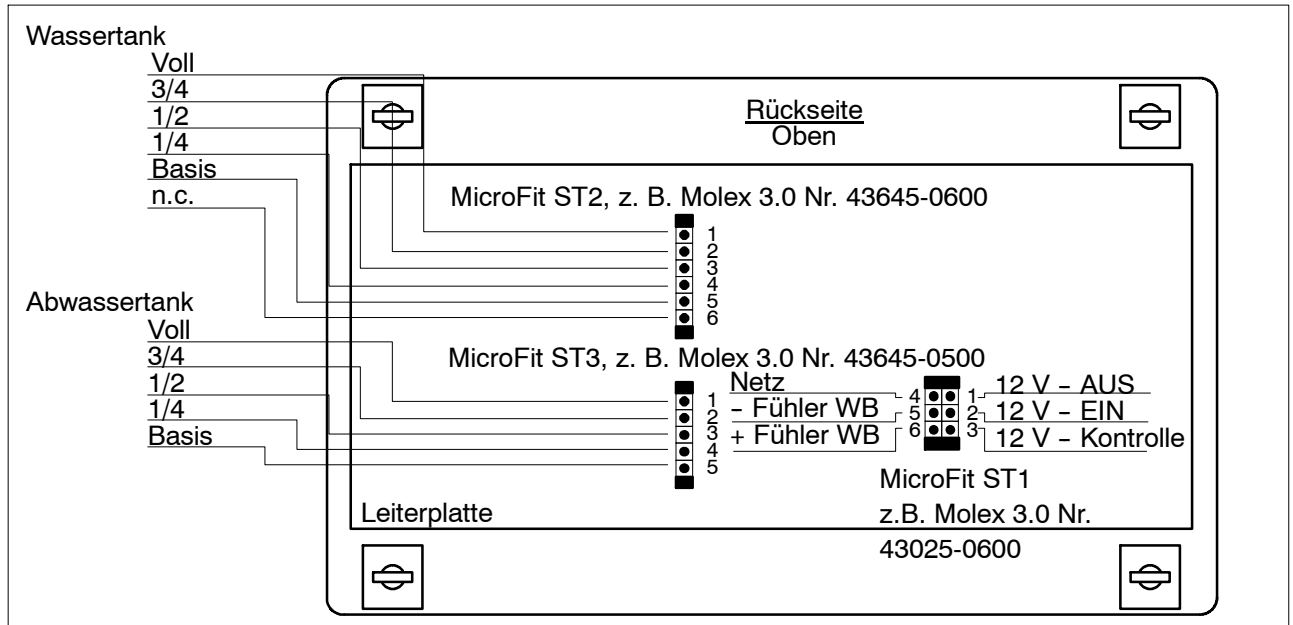 Wassertank
Voll
3/4
1/2
1/4
Basis
n.c.
Abwassertank
Voll
3/4
1/2
1/4
Basis
Rückseite
Oben
MicroFit ST2, z. B. Molex 3.0 Nr. 43645-0600
1
2
3
4
5
6
MicroFit ST3, z. B. Molex 3.0 Nr. 43645-0500
1
2
3
4
5
Netz
- Fühler WB
+ Fühler WB
4
5
6
1
2
3
12 V - AUS
12 V - EIN
12 V - Kontrolle
MicroFit ST1
z.B. Molex 3.0 Nr.
43025-0600
Leiterplatte